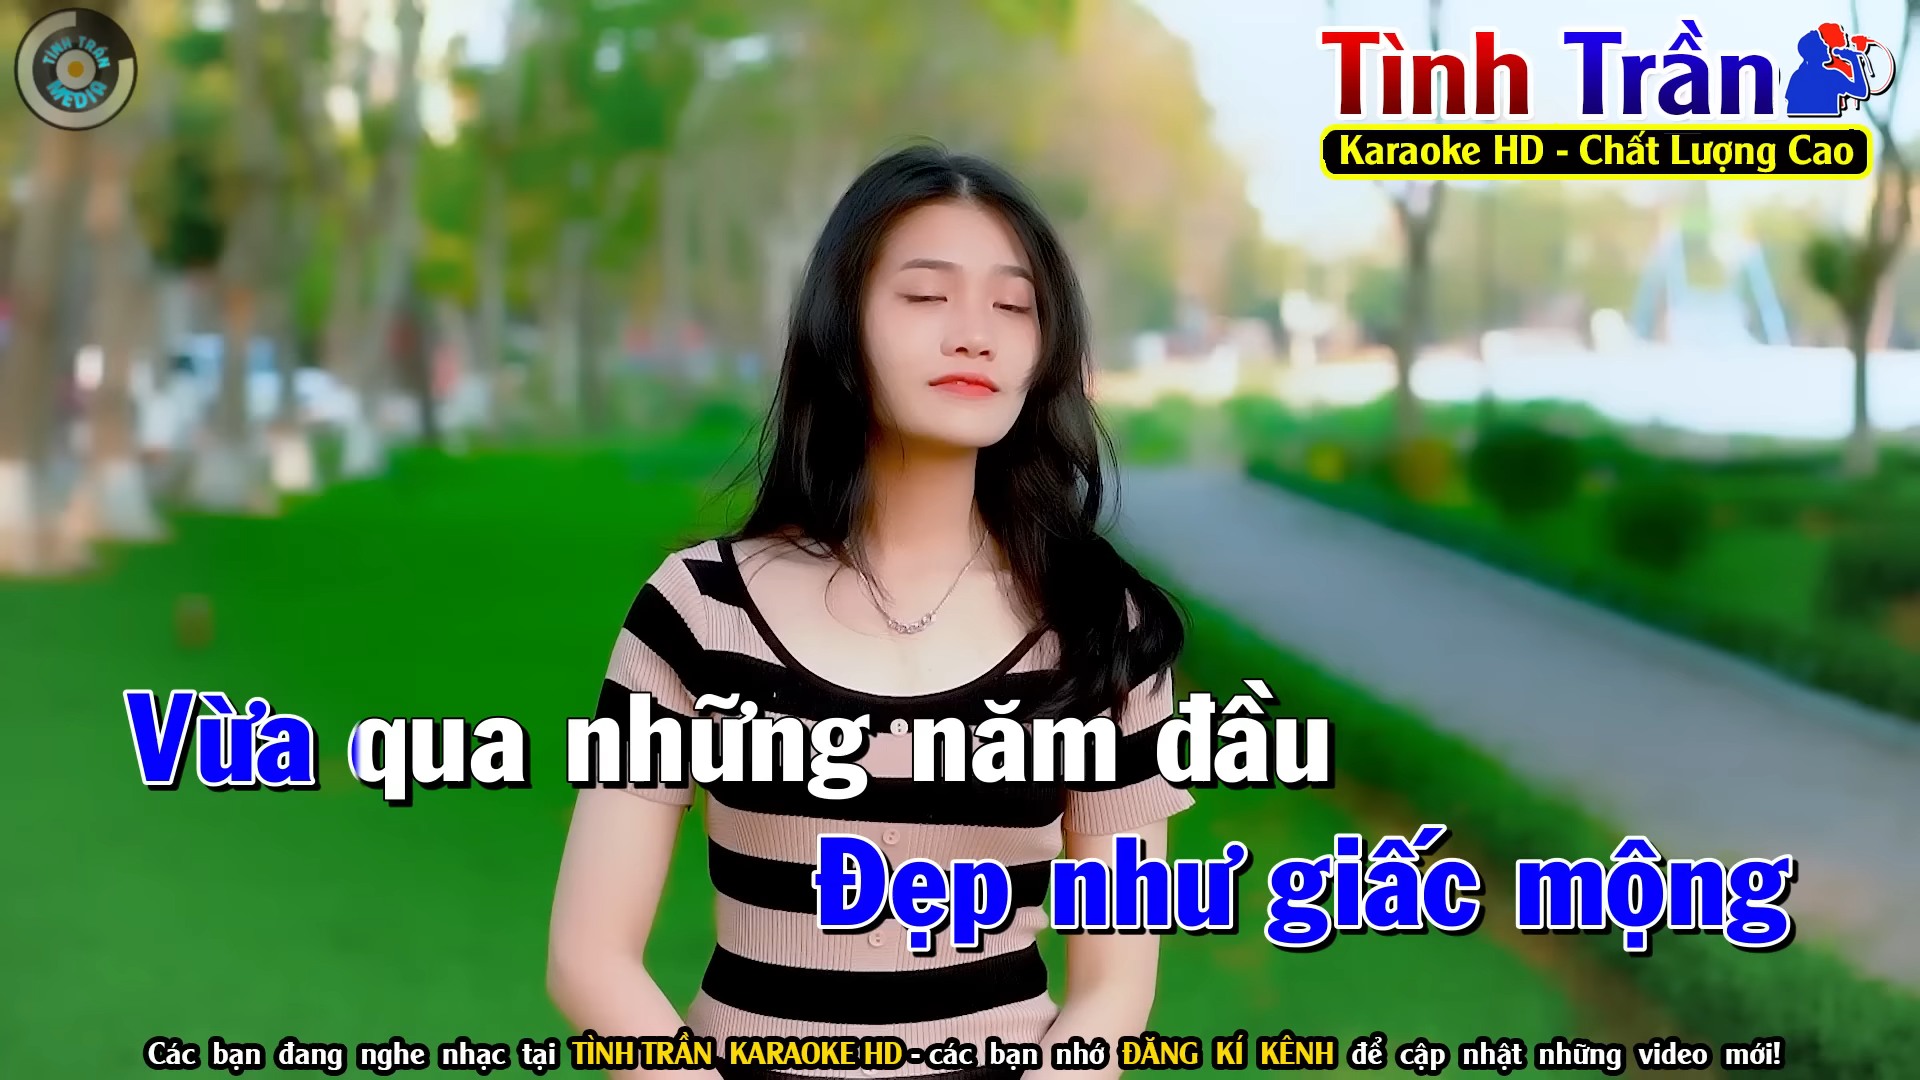 TÌNH TRẦN
MEDIA
Tình Trần
Karaoke HD - Chất Lượng Cao
Vừa qua những năm đầu
Đẹp như giấc mộng
Các bạn đang nghe nhạc tại TÌNH TRẦN KARAOKE HD - các bạn nhớ ĐĂNG KÍ KÊNH để cập nhật những video mới!